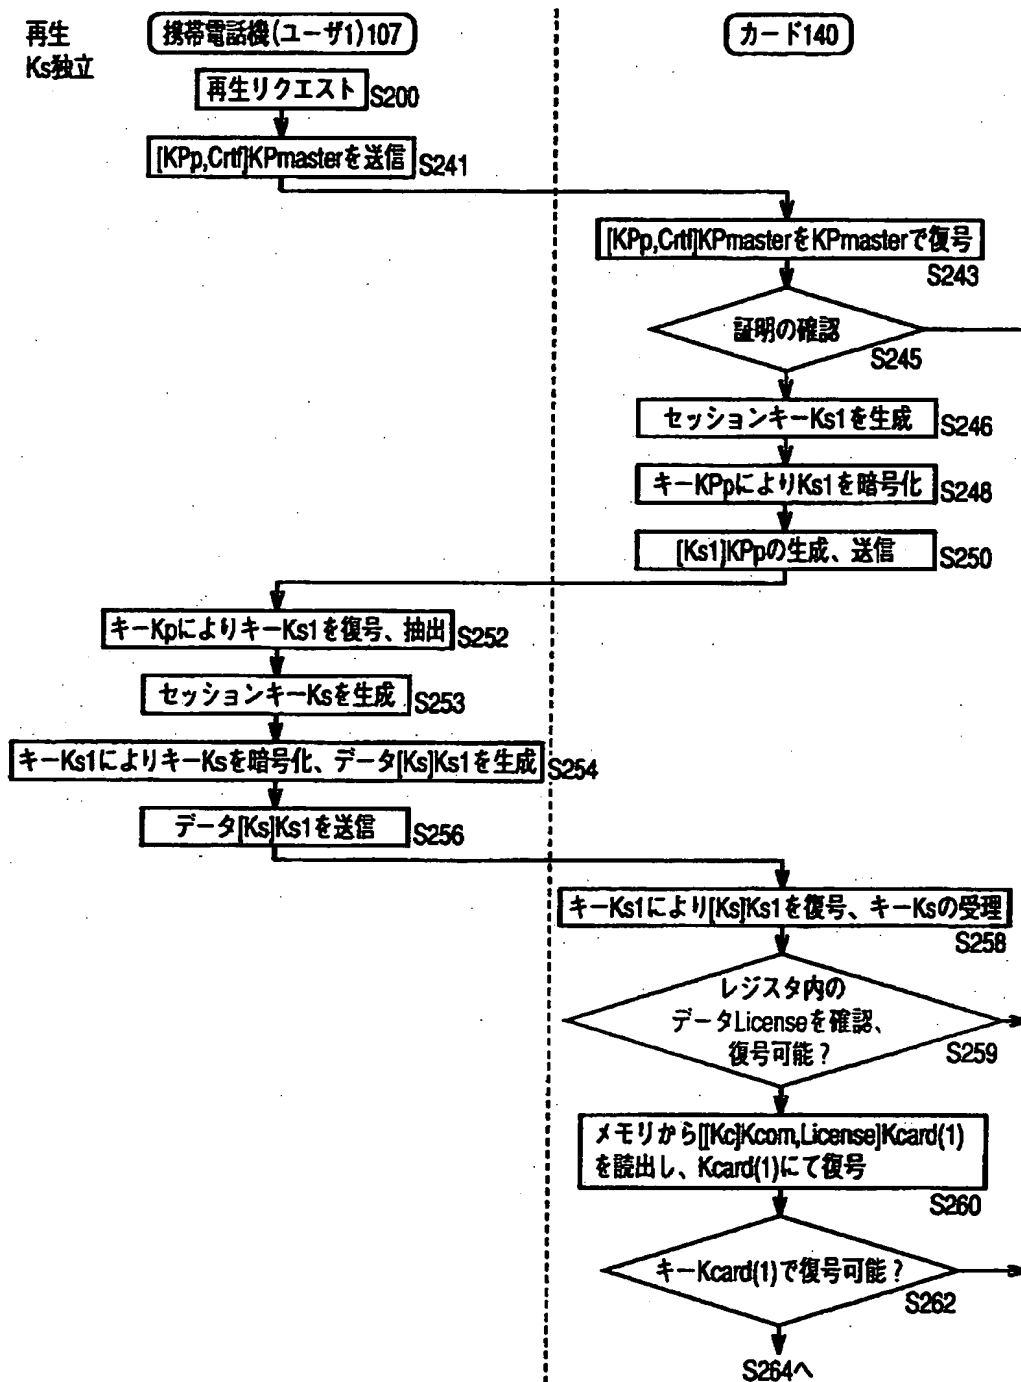 再生
Ks独立
携帯電話機(ユーザ1)107
カード140
再生リクエスト
S200
[KPp,Crtf]KPmasterを送信
S241
[KPp,Crtf]KPmasterをKPmasterで復号
S243
証明の確認
S245
セッションキーKs1を生成
S246
キーKPpによりKs1を暗号化
S248
[Ks1]KPpの生成、送信
S250
キーKpによりキーKs1を復号、抽出
S252
セッションキーKsを生成
S253
キーKs1によりキーKsを暗号化、データ[Ks]Ks1を生成
S254
データ[Ks]Ks1を送信
S256
キーKs1により[Ks]Ks1を復号、キーKsの受理
S258
レジスタ内の
データLicenseを確認、
復号可能?
S259
メモリから[[Kc]Kcom,License]Kcard(1)
を読出し、Kcard(1)にて復号
S260
キーKcard(1)で復号可能?
S262
S264へ